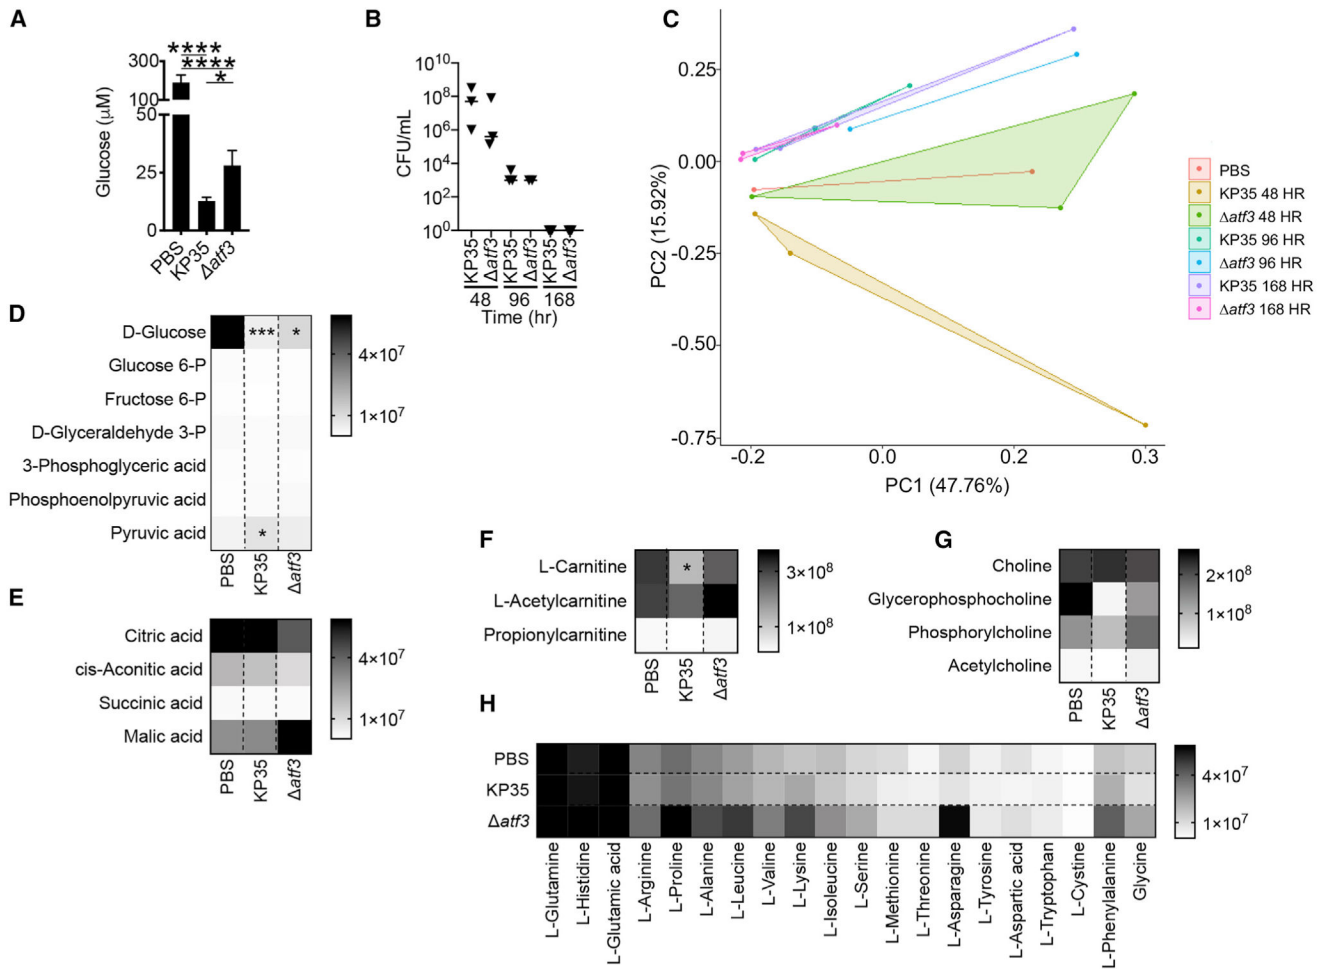 A
****
****
*
300
100
50
25
0
Glucose (μM)
PBS
KP35
Δatf3
B
10^10
10^8
10^6
10^4
10^2
10^0
CFU/mL
KP35
Δatf3
KP35
Δatf3
KP35
Δatf3
48 96 168
Time (hr)
C
0.25
0.00
-0.25
-0.50
-0.75
PC2 (15.92%)
-0.2 0.0 0.2 0.3
PC1 (47.76%)
PBS
KP35 48 HR
Δatf3 48 HR
KP35 96 HR
Δatf3 96 HR
KP35 168 HR
Δatf3 168 HR
D
D-Glucose *** *
Glucose 6-P
Fructose 6-P
D-Glyceraldehyde 3-P
3-Phosphoglyceric acid
Phosphoenolpyruvic acid
Pyruvic acid *
4×10^7
1×10^7
PBS
KP35
Δatf3
E
Citric acid
cis-Aconitic acid
Succinic acid
Malic acid
4×10^7
1×10^7
PBS
KP35
Δatf3
F
L-Carnitine *
L-Acetylcarnitine
Propionylcarnitine
3×10^8
1×10^8
PBS
KP35
Δatf3
G
Choline
Glycerophosphocholine
Phosphorylcholine
Acetylcholine
2×10^8
1×10^8
PBS
KP35
Δatf3
H
PBS
KP35
Δatf3
4×10^7
1×10^7
L-Glutamine
L-Histidine
L-Glutamic acid
L-Arginine
L-Proline
L-Alanine
L-Leucine
L-Valine
L-Lysine
L-Isoleucine
L-Serine
L-Methionine
L-Threonine
L-Asparagine
L-Tyrosine
L-Aspartic acid
L-Tryptophan
L-Cystine
L-Phenylalanine
Glycine